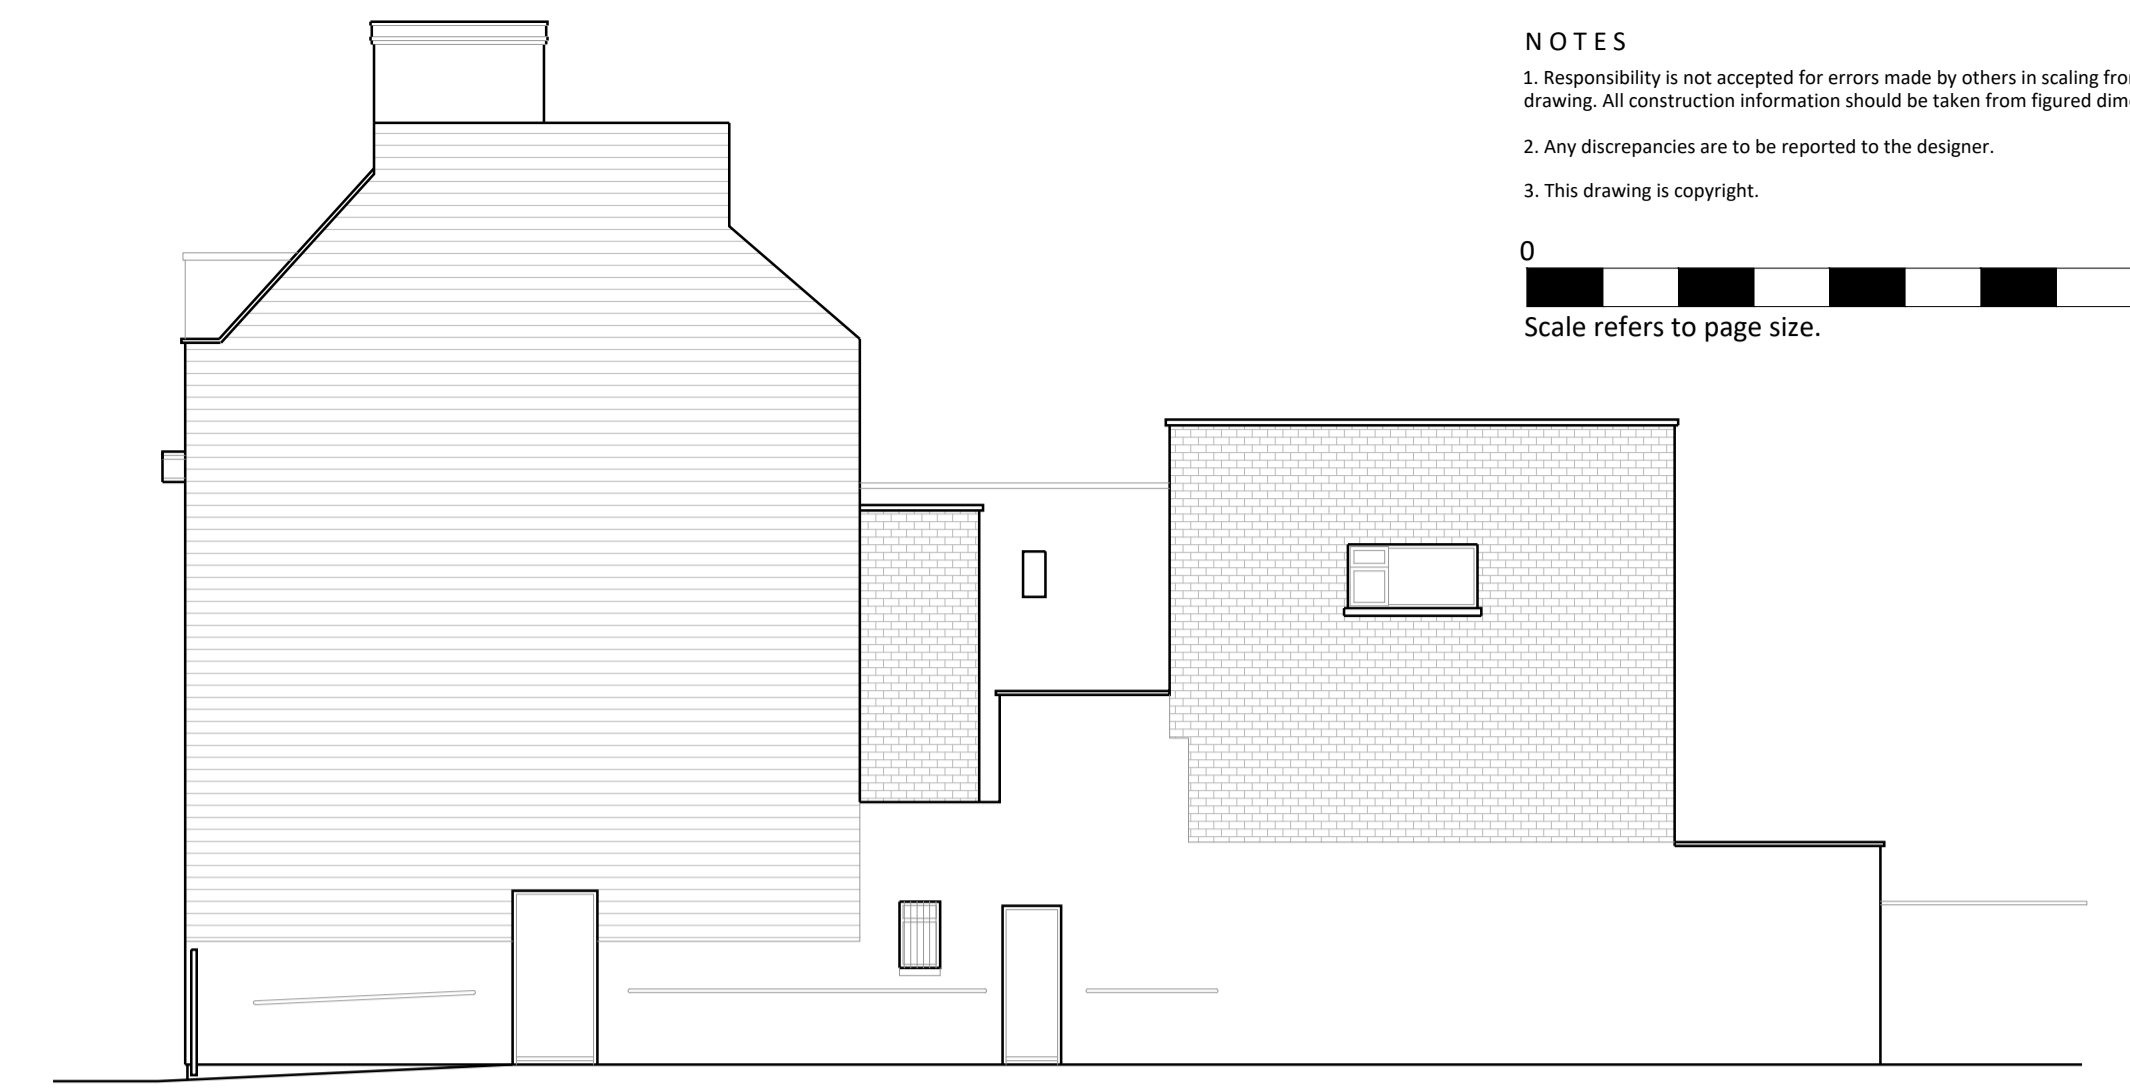 NOTES
1. Responsibility is not accepted for errors made by others in scaling
drawing. All construction information should be taken from figured
2. Any discrepancies are to be reported to the designer.
3. This drawing is copyright.
0
Scale refers to page size.